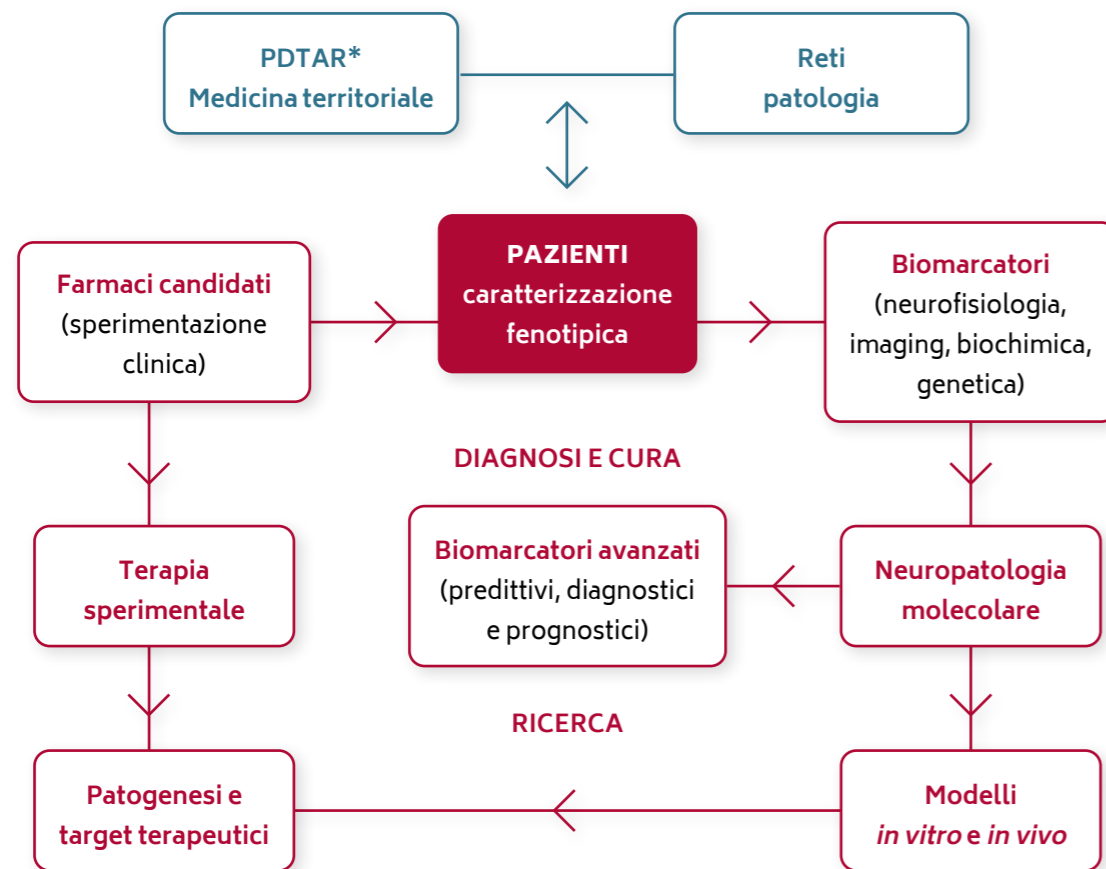 PDTAR*
Medicina territoriale
Reti
patologia
PAZIENTI
caratterizzazione
fenotipica
Farmaci candidati
(sperimentazione
clinica)
Biomarcatori
(neurofisiologia,
imaging, biochimica,
genetica)
DIAGNOSI E CURA
Terapia
sperimentale
Biomarcatori avanzati
(predittivi, diagnostici
e prognostici)
Neuropatologia
molecolare
RICERCA
Patogenesi e
target terapeutici
Modelli
in vitro e in vivo